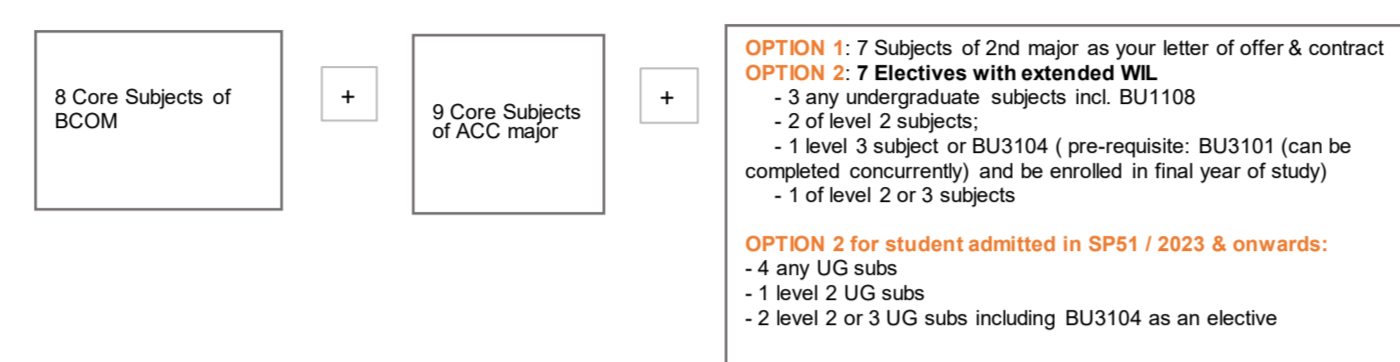 8 Core Subjects of
BCOM
+
9 Core Subjects
of ACC major
+
OPTION 1: 7 Subjects of 2nd major as your letter of offer & contract
OPTION 2: 7 Electives with extended WIL
- 3 any undergraduate subjects incl. BU1108
- 2 of level 2 subjects;
- 1 level 3 subject or BU3104 ( pre-requisite: BU3101 (can be
completed concurrently) and be enrolled in final year of study)
- 1 of level 2 or 3 subjects
OPTION 2 for student admitted in SP51 / 2023 & onwards:
- 4 any UG subs
- 1 level 2 UG subs
- 2 level 2 or 3 UG subs including BU3104 as an elective